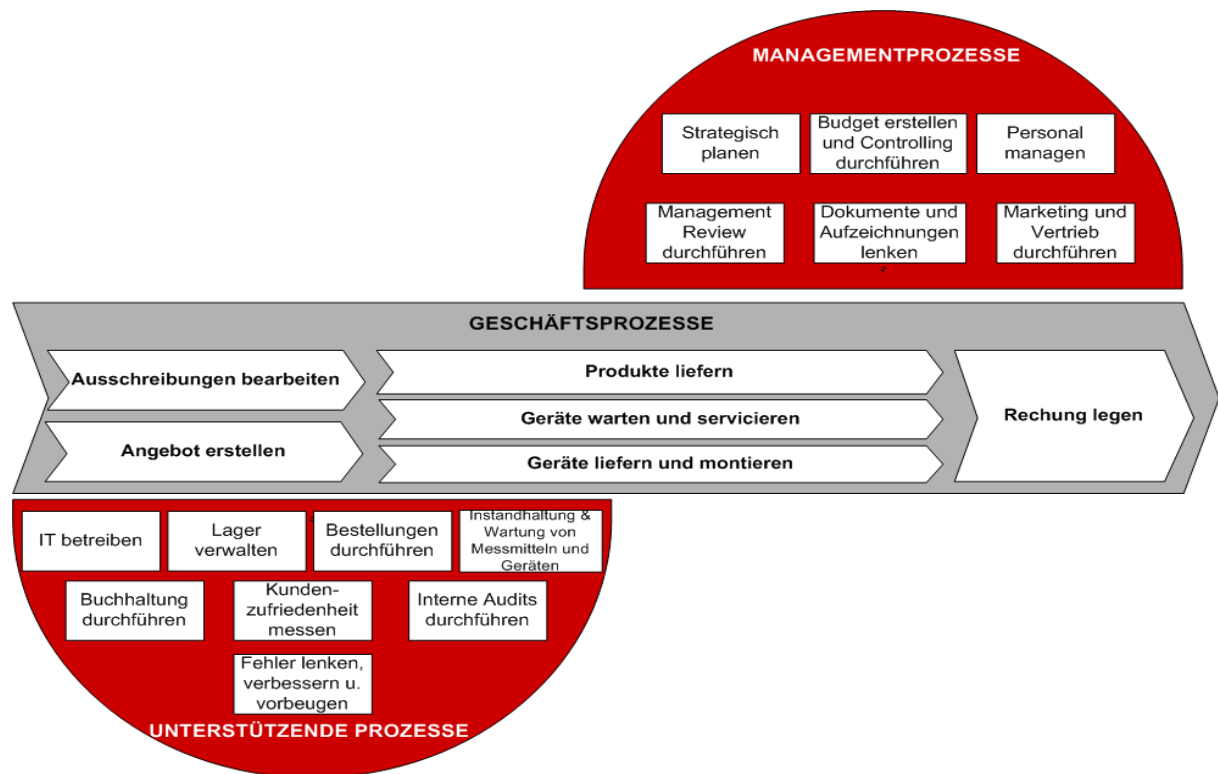 MANAGEMENTPROZESSE
Strategisch
planen
Budget erstellen
und Controlling
durchführen
Personal
managen
Management
Review
durchführen
Dokumente und
Aufzeichnungen
lenken
Marketing und
Vertrieb
durchführen
GESCHÄFTSPROZESSE
Ausschreibungen bearbeiten
Angebot erstellen
Produkte liefern
Geräte warten und servicieren
Geräte liefern und montieren
Rechung legen
IT betreiben
Lager
verwalten
Bestellungen
durchführen
Instandhaltung &
Wartung von
Messmitteln und
Geräten
Buchhaltung
durchführen
Kunden-
zufriedenheit
messen
Interne Audits
durchführen
Fehler lenken,
verbessern u.
vorbeugen
UNTERSTÜTZENDE PROZESSE